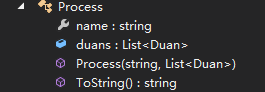 Process
name : string
duans : List<Duan>
Process(string, List<Duan>)
ToString() : string